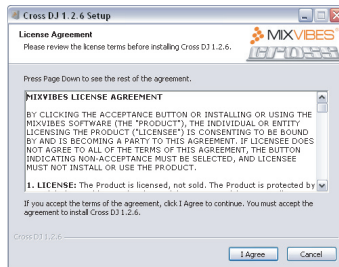 Cross DJ 1.2.6 Setup
License Agreement
Please review the license terms before installing Cross DJ 1.2.6.
MIXVIBES
Press Page Down to see the rest of the agreement.
MIXVIBES LICENSE AGREEMENT
BY CLICKING THE ACCEPTANCE BUTTON OR INSTALLING OR USING THE
MIXVIBES SOFTWARE (THE "PRODUCT"), THE INDIVIDUAL OR ENTITY
LICENSING THE PRODUCT ("LICENSEE") IS CONSENTING TO BE BOUND
BY AND IS BECOMING A PARTY TO THIS AGREEMENT. IF LICENSEE DOES
NOT AGREE TO ALL OF THE TERMS OF THIS AGREEMENT, THE BUTTON
INDICATING NON-ACCEPTANCE MUST BE SELECTED, AND LICENSEE
MUST NOT INSTALL OR USE THE PRODUCT.
1. LICENSE: The Product is licensed, not sold. The Product is protected by
If you accept the terms of the agreement, click I Agree to continue. You must accept the
agreement to install Cross DJ 1.2.6.
Cross DJ 1.2.6
I Agree
Cancel